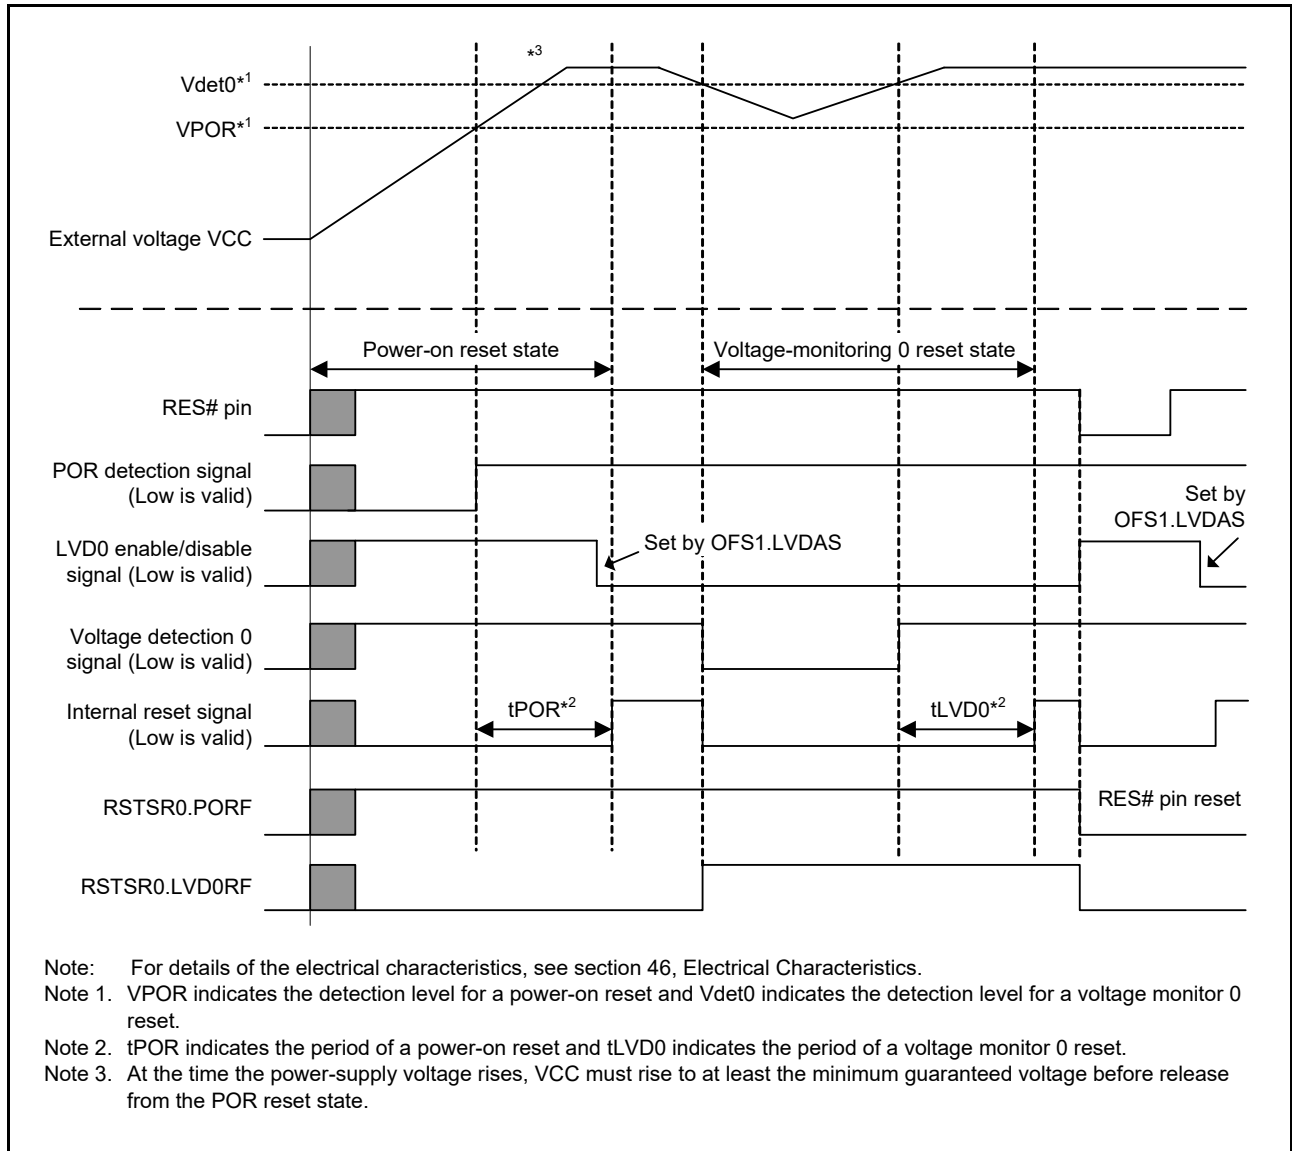 *3
Vdet0*1
VPOR*1
External voltage VCC
Power-on reset state
Voltage-monitoring 0 reset state
RES# pin
POR detection signal
(Low is valid)
Set by
OFS1.LVDAS
LVD0 enable/disable
signal (Low is valid)
Set by OFS1.LVDAS
Voltage detection 0
signal (Low is valid)
Internal reset signal
(Low is valid)
tPOR*2
tLVD0*2
RSTSR0.PORF
RES# pin reset
RSTSR0.LVD0RF
Note: For details of the electrical characteristics, see section 46, Electrical Characteristics.
Note 1. VPOR indicates the detection level for a power-on reset and Vdet0 indicates the detection level for a voltage monitor 0
reset.
Note 2. tPOR indicates the period of a power-on reset and tLVD0 indicates the period of a voltage monitor 0 reset.
Note 3. At the time the power-supply voltage rises, VCC must rise to at least the minimum guaranteed voltage before release
from the POR reset state.